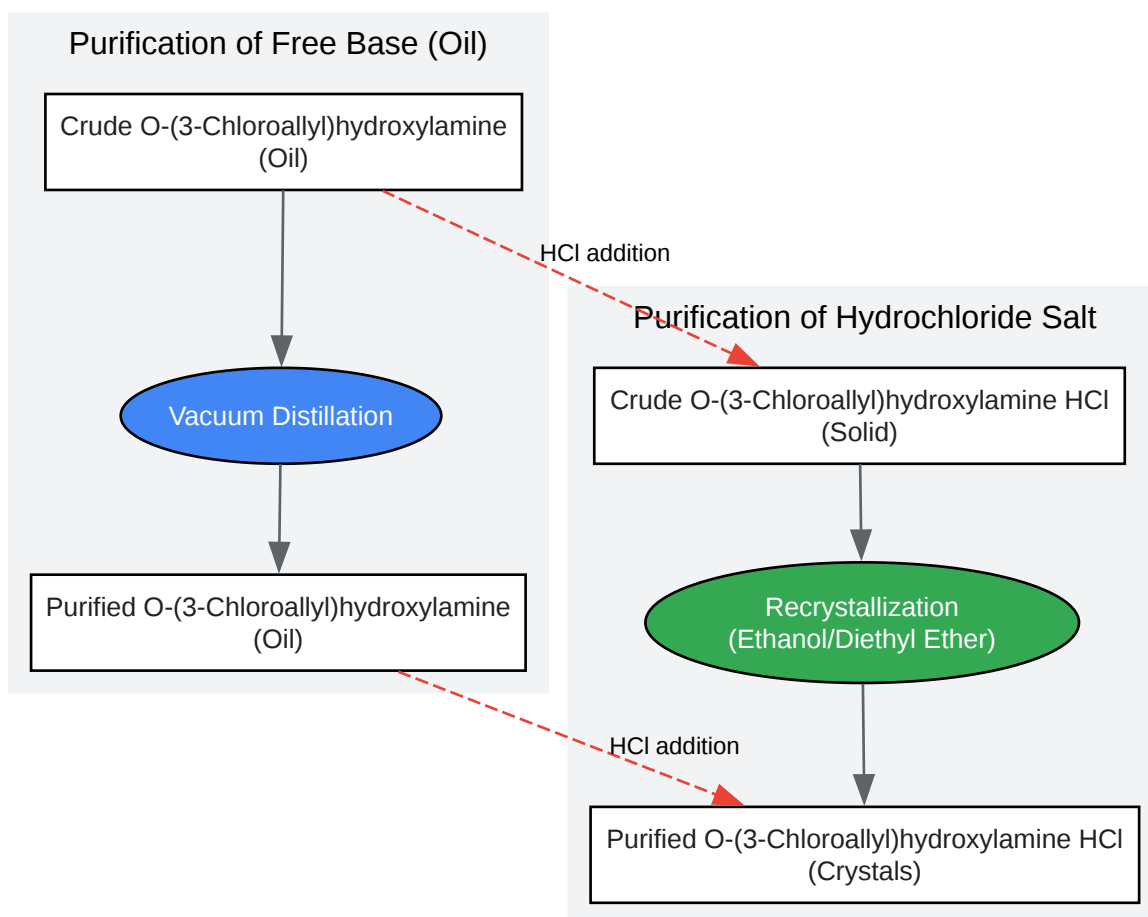 Purification of Free Base (Oil)
Crude O-(3-Chloroallyl)hydroxylamine
(Oil)
HCl addition
Purification of Hydrochloride Salt
Crude O-(3-Chloroallyl)hydroxylamine HCl
(Solid)
Vacuum Distillation
Purified O-(3-Chloroallyl)hydroxylamine
(Oil)
Recrystallization
(Ethanol/Diethyl Ether)
HCl addition
Purified O-(3-Chloroallyl)hydroxylamine HCl
(Crystals)